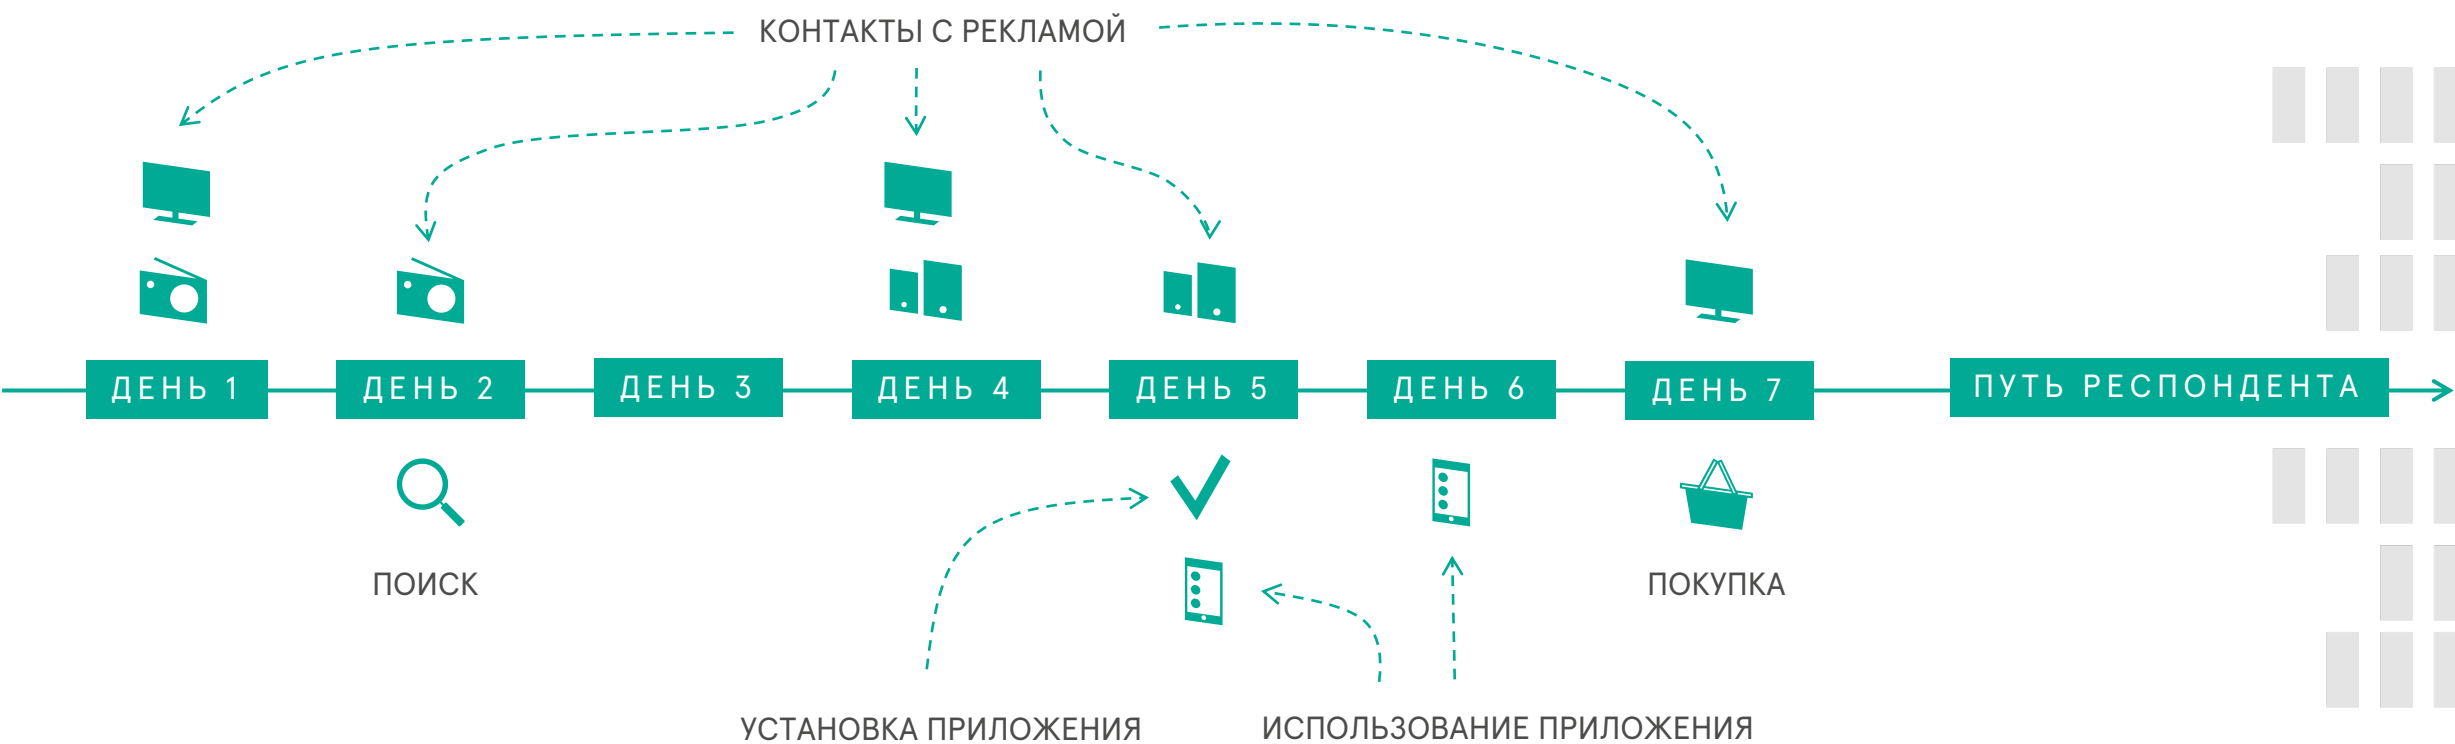 КОНТАКТЫ С РЕКЛАМОЙ
ДЕНЬ 1
ДЕНЬ 2
ДЕНЬ 3
ДЕНЬ 4
ДЕНЬ 5
ДЕНЬ 6
ДЕНЬ 7
ПУТЬ РЕСПОНДЕНТА
ПОИСК
ПОКУПКА
УСТАНОВКА ПРИЛОЖЕНИЯ
ИСПОЛЬЗОВАНИЕ ПРИЛОЖЕНИЯ